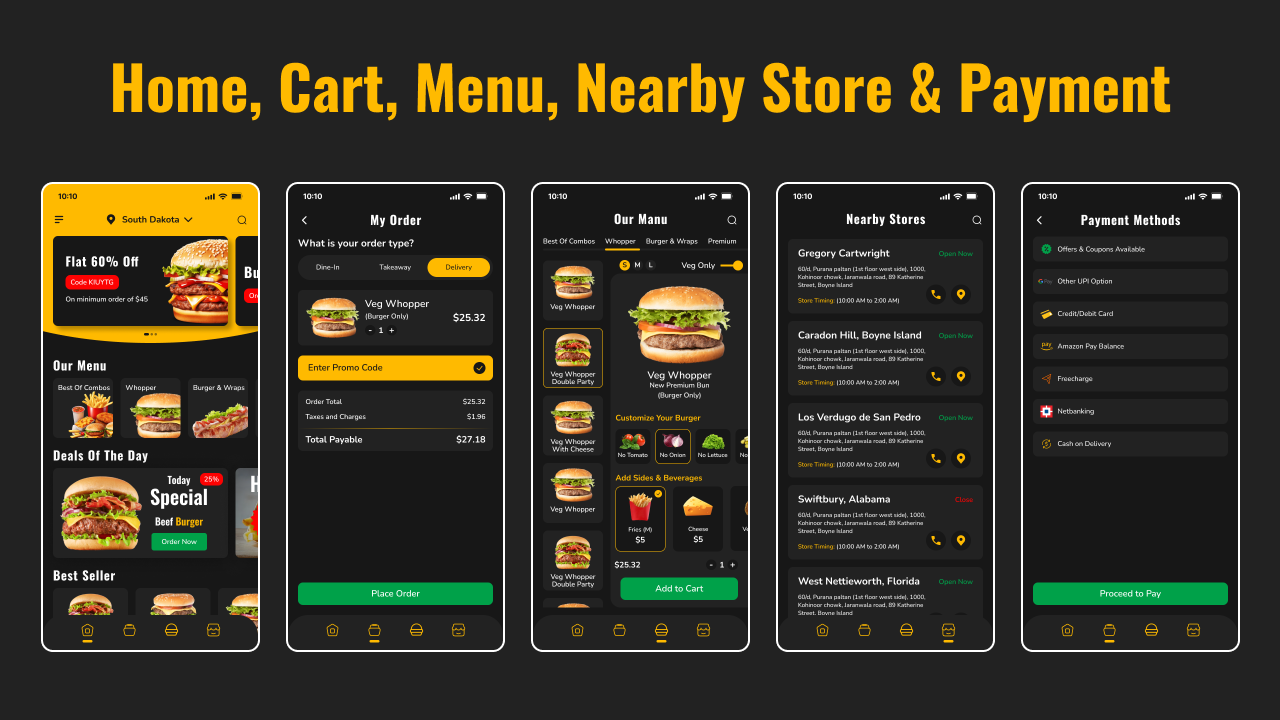 Home, Cart, Menu, Nearby Store & Payment
10:10
South Dakota
Flat 60% Off
Code KIUYTG
On minimum order of $45
Bu
Our Menu
Best Of Combos
Whopper
Burger & Wraps
Deals Of The Day
Today
25%
Special
Beef Burger
Order Now
H
Best Seller
10:10
My Order
What is your order type?
Dine-In
Takeaway
Delivery
Veg Whopper
(Burger Only)
- 1 +
$25.32
Enter Promo Code
Order Total $25.32
Taxes and Charges $1.96
Total Payable $27.18
Place Order
10:10
Our Manu
Best Of Combos
Whopper
Burger & Wraps
Premium
Veg Whopper
Veg Whopper
Double Party
Veg Whopper
With Cheese
Veg Whopper
Veg Whopper
Double Party
S M L
Veg Only
Veg Whopper
New Premium Bun
(Burger Only)
Customize Your Burger
No Tomato
No Onion
No Lettuce
No
Add Sides & Beverages
Fries (M)
$5
Cheese
$5
$25.32
- 1 +
Add to Cart
10:10
Nearby Stores
Gregory Cartwright
Open Now
60/d, Purana paltan (1st floor west side), 1000,
Kohinoor chowk, Jaranwala road, 89 Katherine
Street, Boyne Island
Store Timing: (10:00 AM to 2:00 AM)
Caradon Hill, Boyne Island
Open Now
60/d, Purana paltan (1st floor west side), 1000,
Kohinoor chowk, Jaranwala road, 89 Katherine
Street, Boyne Island
Store Timing: (10:00 AM to 2:00 AM)
Los Verdugo de San Pedro
Open Now
60/d, Purana paltan (1st floor west side), 1000,
Kohinoor chowk, Jaranwala road, 89 Katherine
Street, Boyne Island
Store Timing: (10:00 AM to 2:00 AM)
Swiftbury, Alabama
Close
60/d, Purana paltan (1st floor west side), 1000,
Kohinoor chowk, Jaranwala road, 89 Katherine
Street, Boyne Island
Store Timing: (10:00 AM to 2:00 AM)
West Nettieworth, Florida
Open Now
60/d, Purana paltan (1st floor west side), 1000,
Kohinoor chowk, Jaranwala road, 89 Katherine
Street, Boyne Island
10:10
Payment Methods
Offers & Coupons Available
G Pay
Other UPI Option
Credit/Debit Card
pay
Amazon Pay Balance
Freecharge
Netbanking
Cash on Delivery
Proceed to Pay